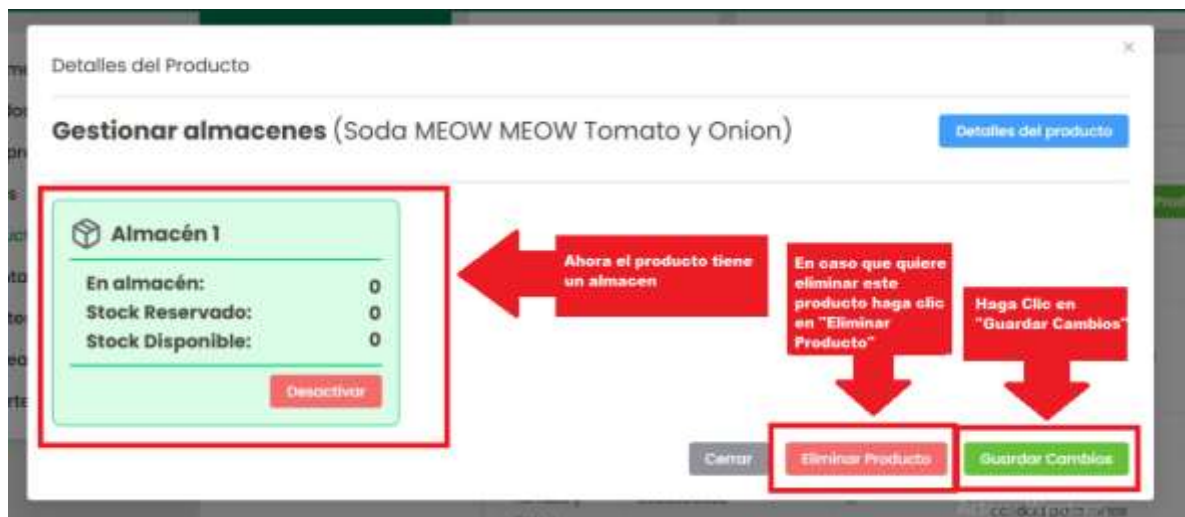 Detalles del Producto
×
Gestionar almacenes (Soda MEOW MEOW Tomato y Onion)
Detalles del producto
Almacén 1
En almacén: 0
Stock Reservado: 0
Stock Disponible: 0
Desactivar
Ahora el producto tiene
un almacen
En caso que quiere
eliminar este
producto haga clic
en "Eliminar
Producto"
Haga Clic en
"Guardar Cambios"
Cerrar
Eliminar Producto
Guardar Cambios